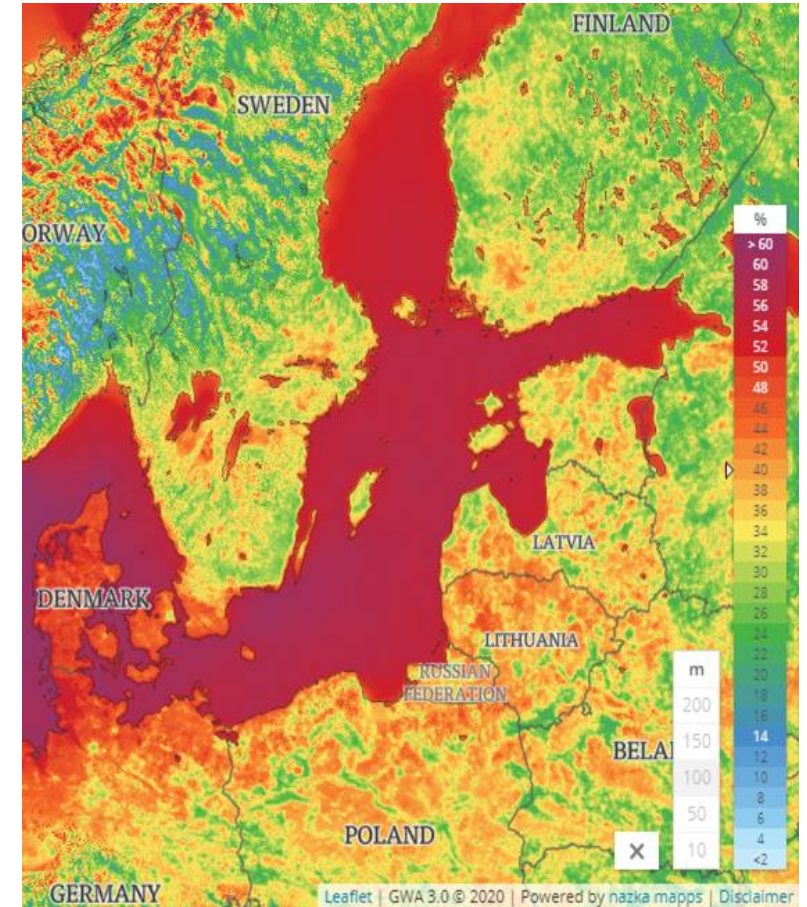 FINLAND
SWEDEN
ORWAY
%
> 60
60
58
56
54
52
50
48
46
44
42
40
38
36
34
32
30
28
26
24
22
20
18
16
14
12
10
8
6
4
<2
LATVIA
DENMARK
LITHUANIA
RUSSIAN
FEDERATION
m
200
150
100
50
10
BELA
POLAND
GERMANY
Leaflet | GWA 3.0 © 2020 | Powered by nazka mapps | Disclaimer